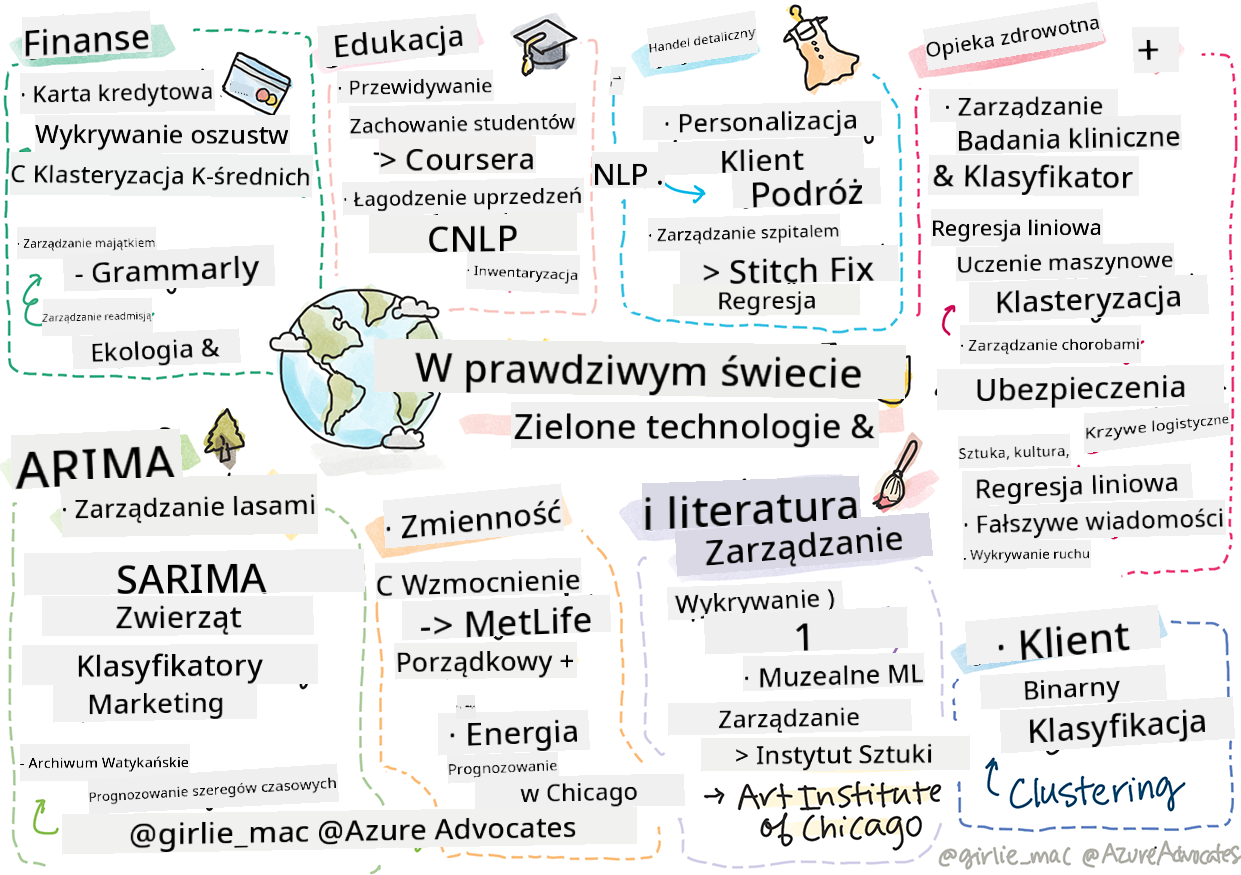 Finanse
· Karta kredytowa
Wykrywanie oszustw
C Klasteryzacja K-średnich
· Zarządzanie majątkiem
- Grammarly
Zarządzanie readmisją
Ekologia &
Edukacja
· Przewidywanie
Zachowanie studentów
-> Coursera
· Łagodzenie uprzedzeń
CNLP
· Inwentaryzacja
Handel detaliczny
· Personalizacja
Klient
NLP .
Podróż
· Zarządzanie szpitalem
> Stitch Fix
Regresja
Opieka zdrowotna
+
· Zarządzanie
Badania kliniczne
& Klasyfikator
Regresja liniowa
Uczenie maszynowe
Klasteryzacja
· Zarządzanie chorobami
Ubezpieczenia
Krzywe logistyczne
Sztuka, kultura,
Regresja liniowa
· Fałszywe wiadomości
. Wykrywanie ruchu
W prawdziwym świecie
Zielone technologie &
ARIMA
· Zarządzanie lasami
SARIMA
Zwierząt
Klasyfikatory
Marketing
- Archiwum Watykańskie
Prognozowanie szeregów czasowych
@girlie_mac @Azure Advocates
· Zmienność
C Wzmocnienie
-> MetLife
Porządkowy +
· Energia
Prognozowanie
w Chicago
i literatura
Zarządzanie
Wykrywanie )
1
· Muzealne ML
Zarządzanie
> Instytut Sztuki
→ Art Institute
of Chicago
· Klient
Binarny
Klasyfikacja
Clustering
@girlie_mac @AzureAdvocates